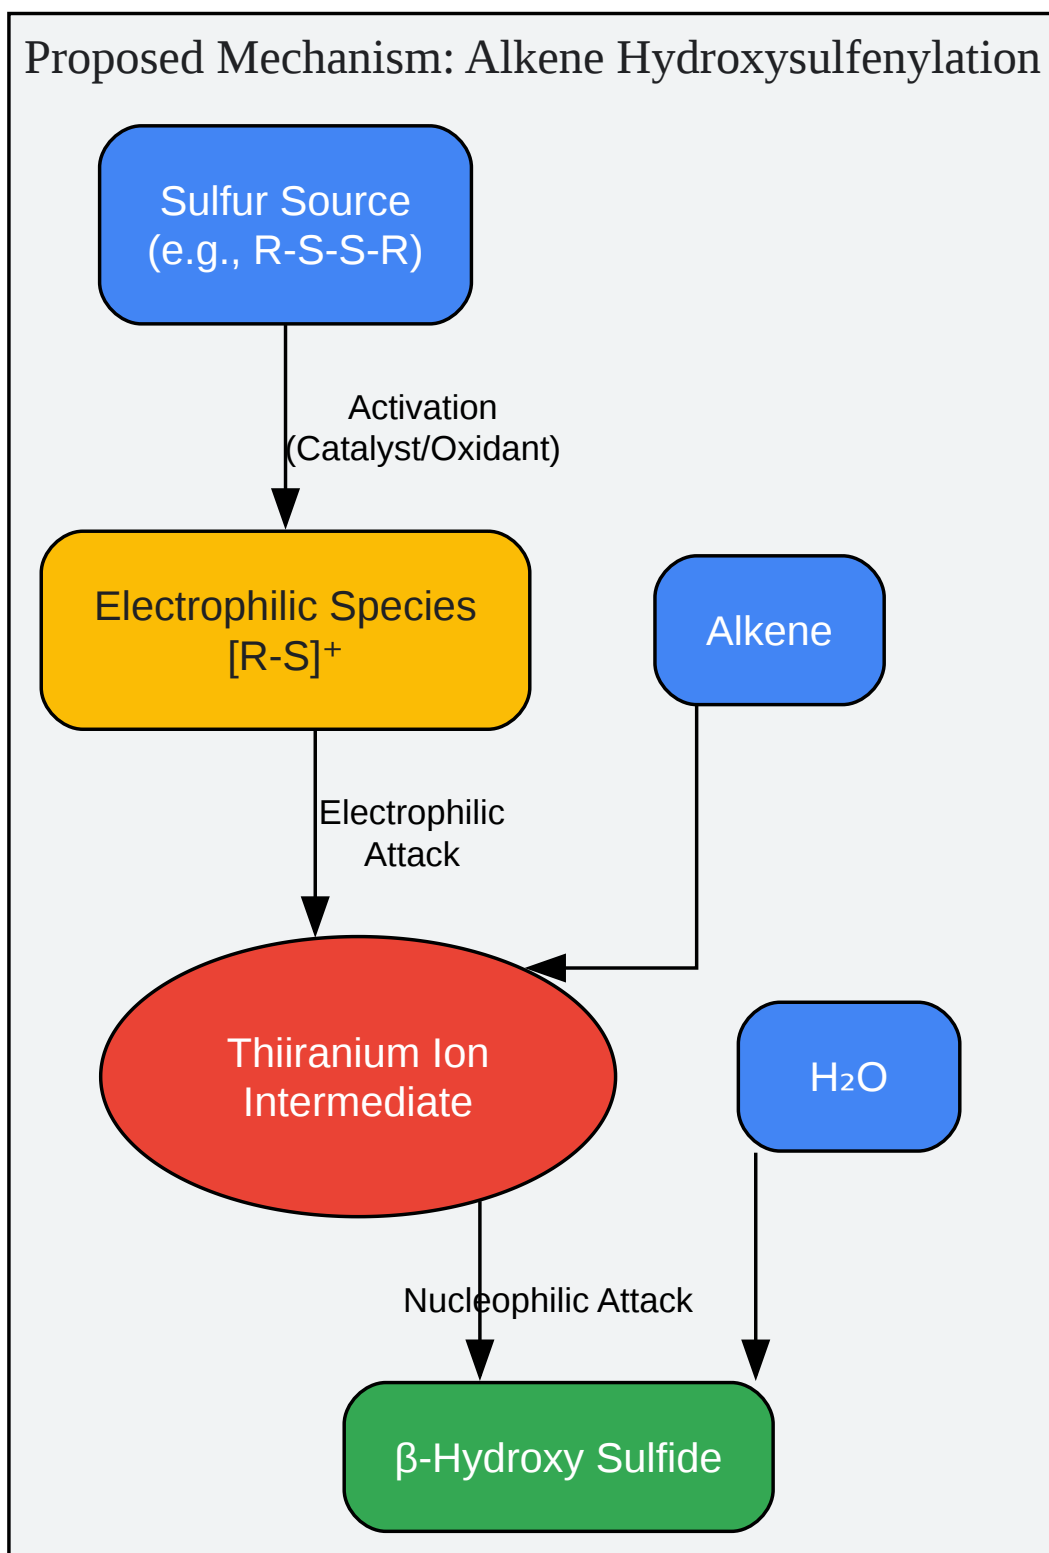 Proposed Mechanism: Alkene Hydroxysulfenylation
Sulfur Source
(e.g., R-S-S-R)
Activation
(Catalyst/Oxidant)
Electrophilic Species
[R-S]⁺
Alkene
Electrophilic
Attack
Thiiranium Ion
Intermediate
H₂O
Nucleophilic Attack
β-Hydroxy Sulfide